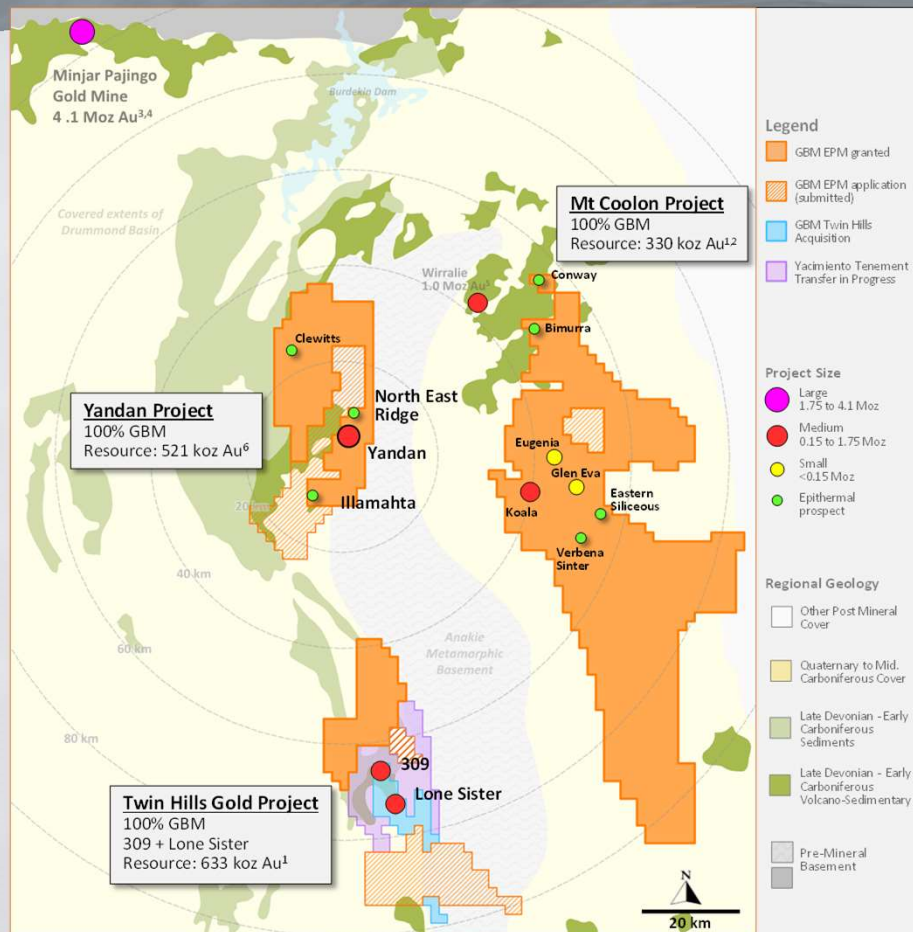 Minjar Pajingo
Gold Mine
4 .1 Moz Au3,4
Burdekin Dam
Covered extents of
Drummond Basin
Mt Coolon Project
100% GBM
Resource: 330 koz Au1,2
Wirralie
1.0 Moz Au5
Conway
Bimurra
Clewitts
North East
Ridge
Yandan
Yandan Project
100% GBM
Resource: 521 koz Au6
Illamahta
Eugenia
Glen Eva
Koala
Eastern
Siliceous
Verbena
Sinter
20 km
40 km
60 km
80 km
Anakie
Metamorphic
Basement
309
Lone Sister
Twin Hills Gold Project
100% GBM
309 + Lone Sister
Resource: 633 koz Au1
N
20 km
Legend
GBM EPM granted
GBM EPM application
(submitted)
GBM Twin Hills
Acquisition
Yacimiento Tenement
Transfer in Progress
Project Size
Large
1.75 to 4.1 Moz
Medium
0.15 to 1.75 Moz
Small
<0.15 Moz
Epithermal
prospect
Regional Geology
Other Post Mineral
Cover
Quaternary to Mid.
Carboniferous Cover
Late Devonian - Early
Carboniferous
Sediments
Late Devonian - Early
Carboniferous
Volcano-Sedimentary
Pre-Mineral
Basement